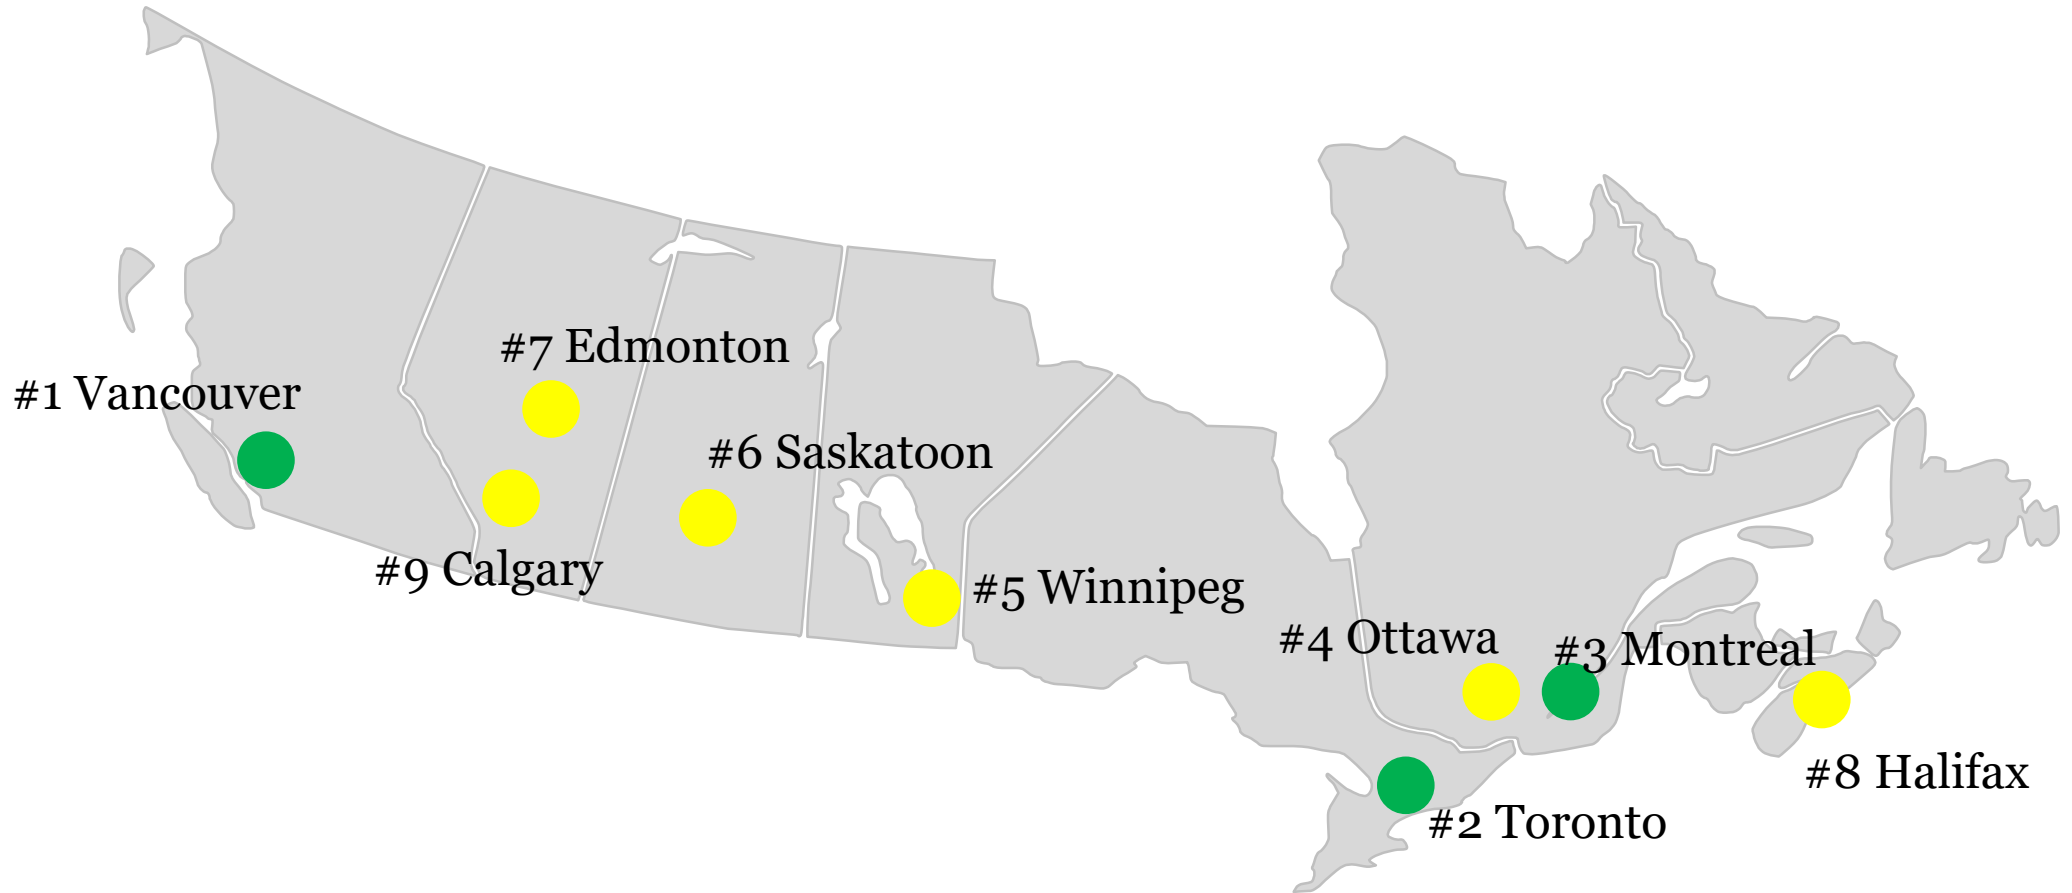 #7 Edmonton
#1 Vancouver
#6 Saskatoon
#9 Calgary
#5 Winnipeg
#4 Ottawa
#3 Montreal
#8 Halifax
#2 Toronto